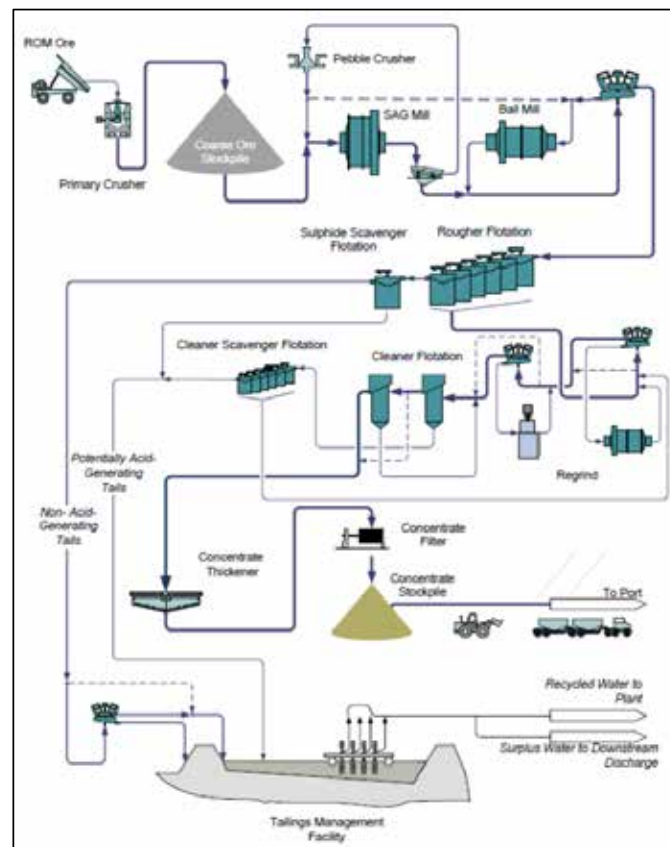 ROM Ore
Pebble Crusher
SAG Mill
Ball Mill
Coarse Ore
Stockpile
Primary Crusher
Sulphide Scavenger
Flotation
Rougher Flotation
Cleaner Scavenger Flotation
Cleaner Flotation
Potentially Acid-
Generating
Tails
Non- Acid-
Generating
Tails
Regrind
Concentrate
Filter
Concentrate
Thickener
Concentrate
Stockpile
To Port
Recycled Water to
Plant
Surplus Water to Downstream
Discharge
Tailings Management
Facility